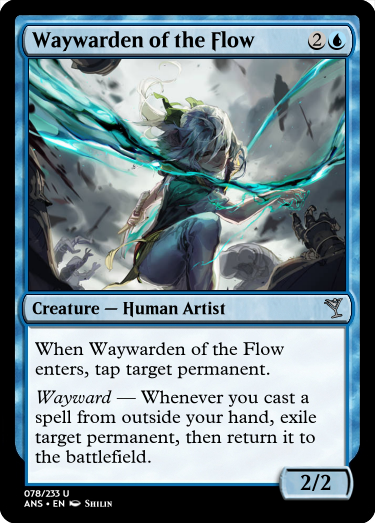 Waywarden of the Flow 2
Creature — Human Artist
When Waywarden of the Flow
enters, tap target permanent.
Wayward — Whenever you cast a
spell from outside your hand, exile
target permanent, then return it to
the battlefield.
2/2
078/233 U
ANS • EN Shilin